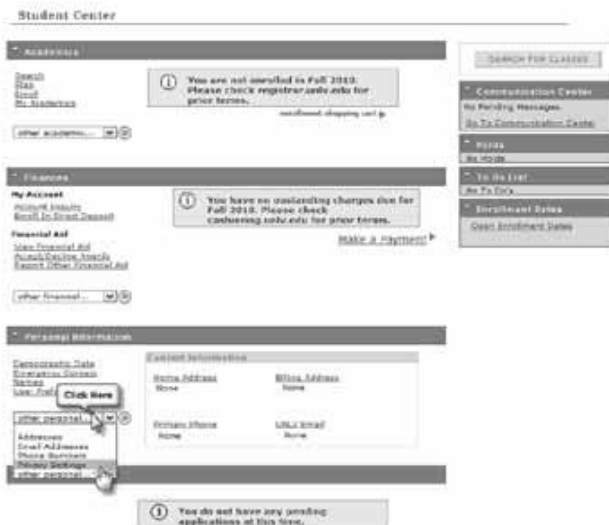 Student Center
Academics
Search
Plan
Enroll
My Academics
You are not enrolled in Fall 2010.
Please check registrar.unlv.edu for
prior terms.
enrollment shopping cart
other academic...
SEARCH FOR CLASSES
Communication Center
No Pending Messages.
Go To Communication Center
Holds
No Holds
To Do List
No To Do's
Enrollment Dates
Open Enrollment Dates
Finances
My Account
Account Inquiry
Enroll In Direct Deposit
Financial Aid
View Financial Aid
Accept/Decline Awards
Report Other Financial Aid
You have no outstanding charges due for
Fall 2010. Please check
cashiering.unlv.edu for prior terms.
Make a Payment
other financial...
Personal Information
Demographic Data
Emergency Contact
Names
User Prefe
Click Here
other personal...
Addresses
Email Addresses
Phone Numbers
Privacy Settings
other personal...
Contact Information
Home Address
None
Billing Address
None
Primary Phone
None
UNLV Email
None
You do not have any pending
applications at this time.